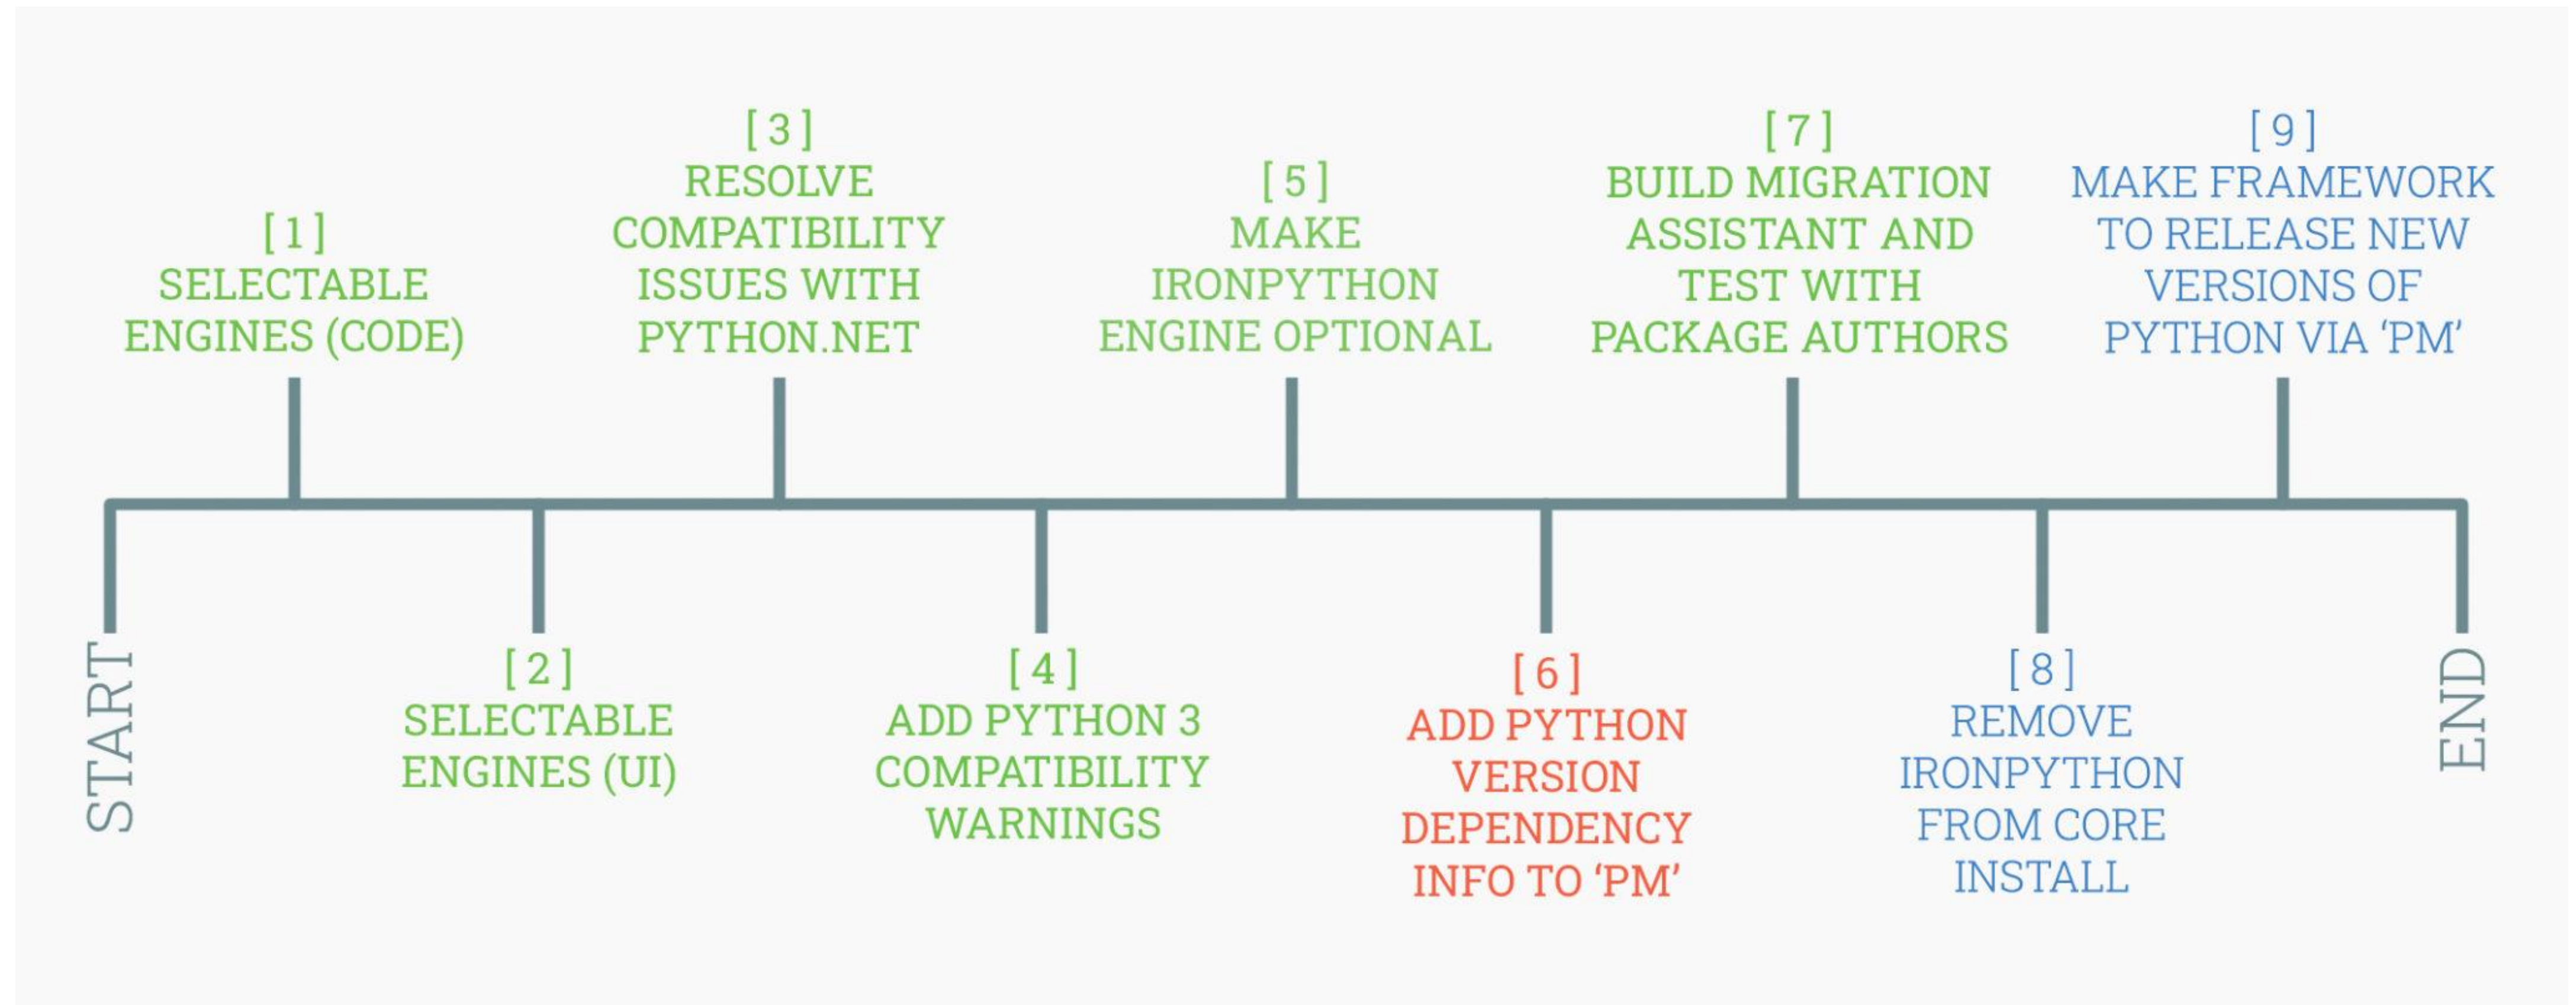 START
[ 1 ]
SELECTABLE
ENGINES (CODE)
[ 2 ]
SELECTABLE
ENGINES (UI)
[ 3 ]
RESOLVE
COMPATIBILITY
ISSUES WITH
PYTHON.NET
[ 4 ]
ADD PYTHON 3
COMPATIBILITY
WARNINGS
[ 5 ]
MAKE
IRONPYTHON
ENGINE OPTIONAL
[ 6 ]
ADD PYTHON
VERSION
DEPENDENCY
INFO TO ‘PM’
[ 7 ]
BUILD MIGRATION
ASSISTANT AND
TEST WITH
PACKAGE AUTHORS
[ 8 ]
REMOVE
IRONPYTHON
FROM CORE
INSTALL
[ 9 ]
MAKE FRAMEWORK
TO RELEASE NEW
VERSIONS OF
PYTHON VIA ‘PM’
END